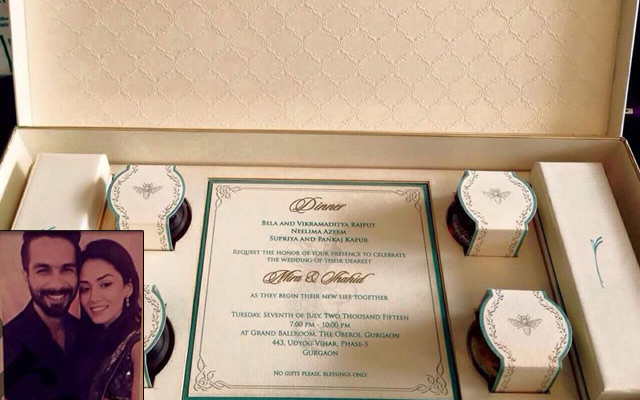 Dinner
Bela and Vikramaditya Rajput
Neelima Azeem
Supriya and Pankaj Kapur
Request the honor of your presence to celebrate
the wedding of their dearest
Mira & Shahid
as they begin their new life together
Tuesday, Seventh of July, Two Thousand Fifteen
7:00 pm - 10:00 pm
at Grand Ballroom, The Oberoi, Gurgaon
443, Udyog Vihar, Phase-5
Gurgaon
No gifts please, blessings only